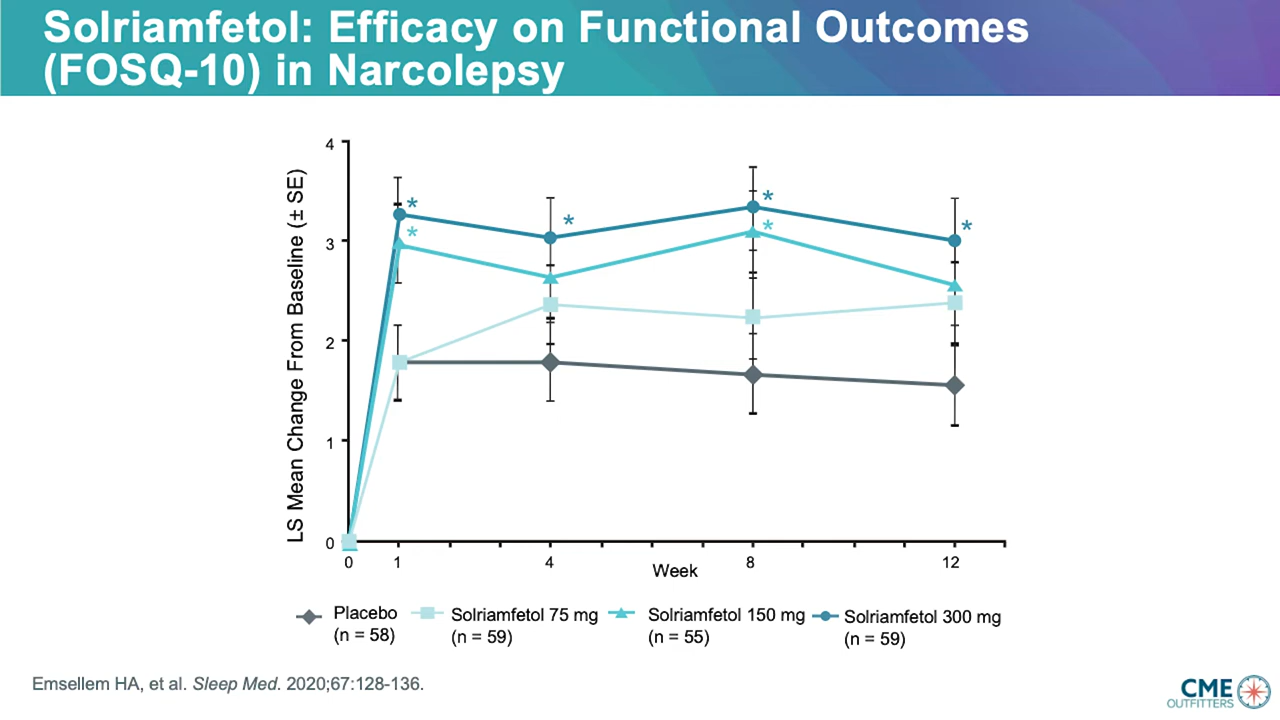 Solriamfetol: Efficacy on Functional Outcomes
(FOSQ-10) in Narcolepsy
LS Mean Change From Baseline (± SE)
4
3
2
1
0
*
*
*
*
*
*
0
1
4
8
12
Week
Placebo
(n = 58)
Solriamfetol 75 mg
(n = 59)
Solriamfetol 150 mg
(n = 55)
Solriamfetol 300 mg
(n = 59)
Emsellem HA, et al. Sleep Med. 2020;67:128-136.
CME
OUTFITTERS